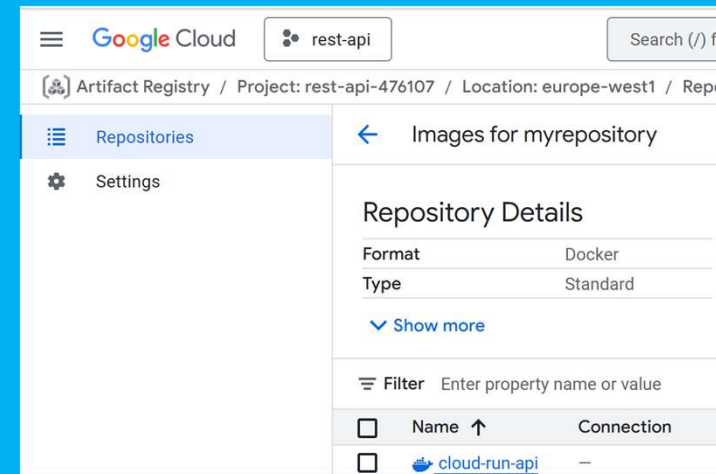 Google Cloud
rest-api
Search (/) f
Artifact Registry / Project: rest-api-476107 / Location: europe-west1 / Repo
Repositories
Settings
Images for myrepository
Repository Details
Format Docker
Type Standard
Show more
Filter Enter property name or value
Name ↑ Connection
cloud-run-api —